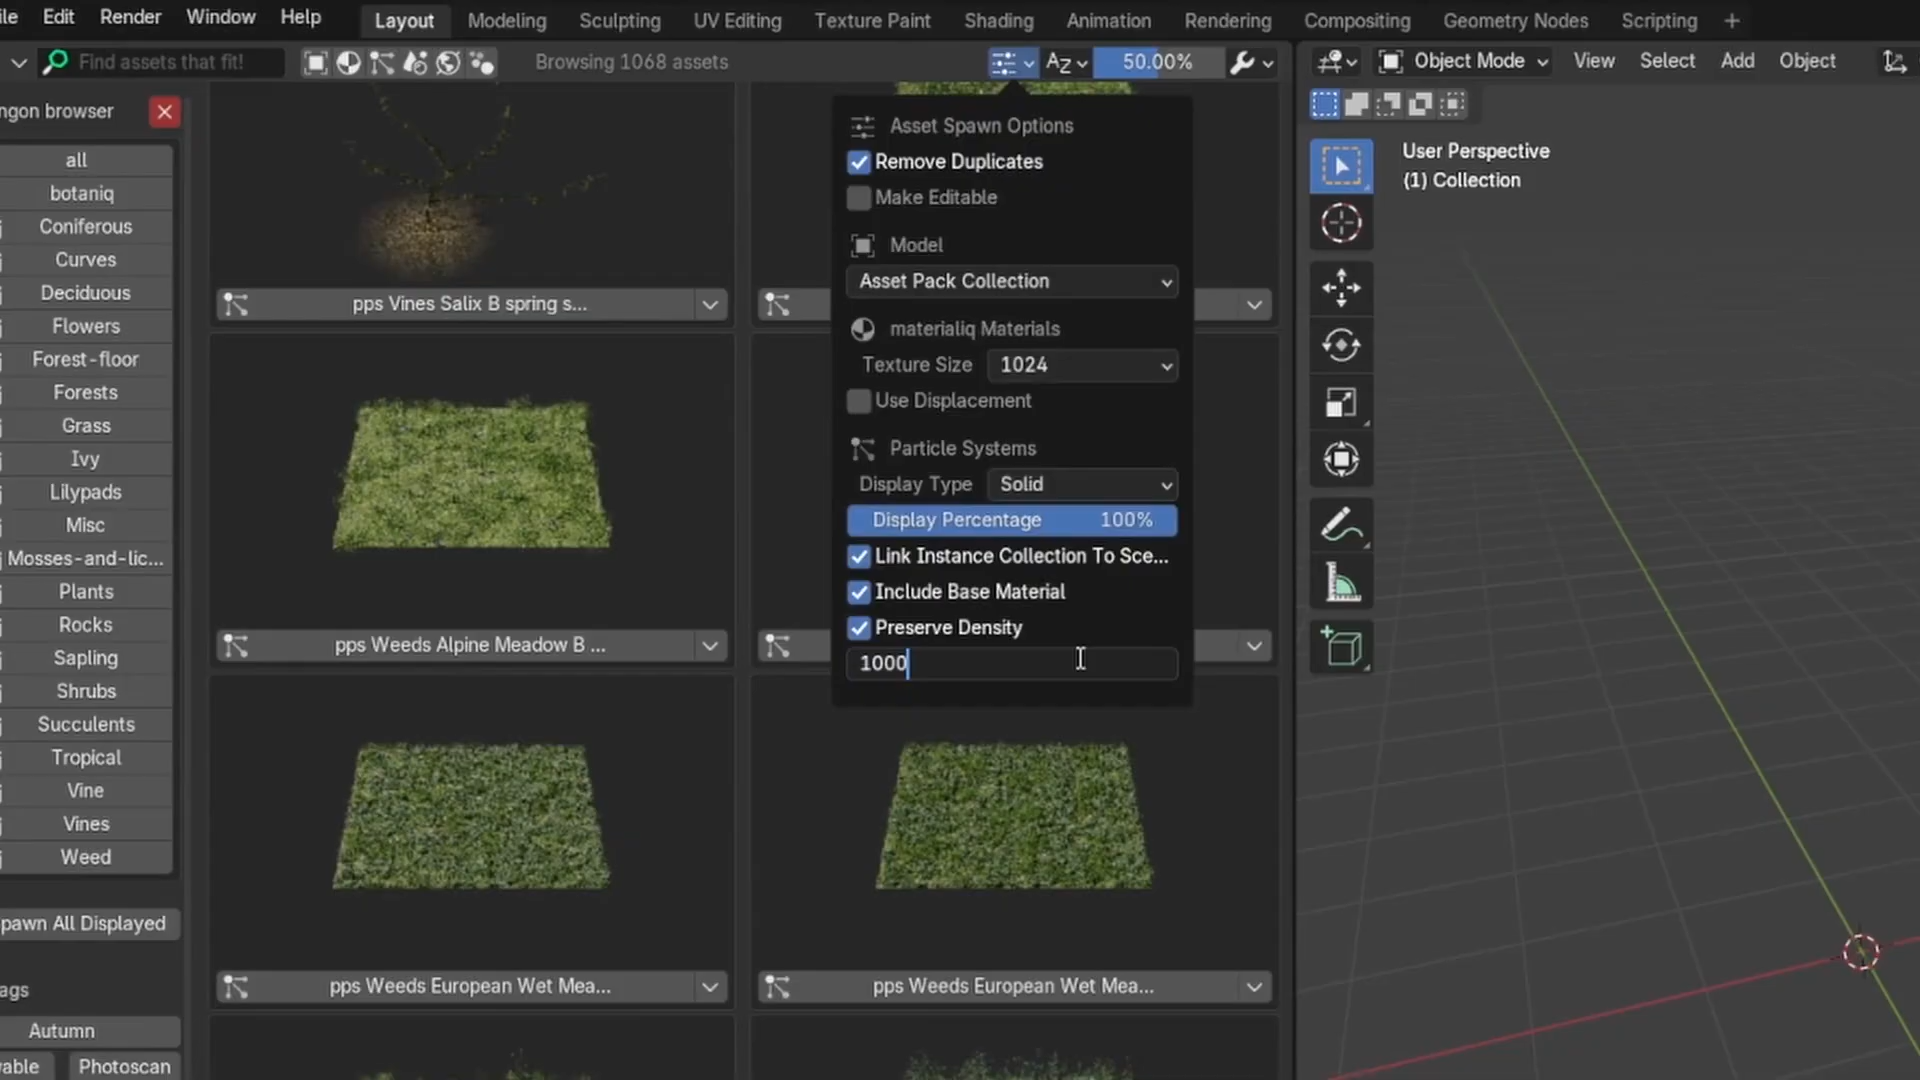 ile Edit Render Window Help
Layout Modeling Sculpting UV Editing Texture Paint Shading Animation Rendering Compositing Geometry Nodes Scripting +
Find assets that fit!
Browsing 1068 assets
50.00%
Object Mode View Select Add Object
ngon browser
all
botaniq
Coniferous
Curves
Deciduous
Flowers
Forest-floor
Forests
Grass
Ivy
Lilypads
Misc
Mosses-and-lic...
Plants
Rocks
Sapling
Shrubs
Succulents
Tropical
Vine
Vines
Weed
pawn All Displayed
ags
Autumn
vable Photoscan
pps Vines Salix B spring s...
pps Weeds Alpine Meadow B ...
pps Weeds European Wet Mea...
pps Weeds European Wet Mea...
Asset Spawn Options
Remove Duplicates
Make Editable
Model
Asset Pack Collection
materialiq Materials
Texture Size 1024
Use Displacement
Particle Systems
Display Type Solid
Display Percentage 100%
Link Instance Collection To Sce...
Include Base Material
Preserve Density
1000
User Perspective
(1) Collection